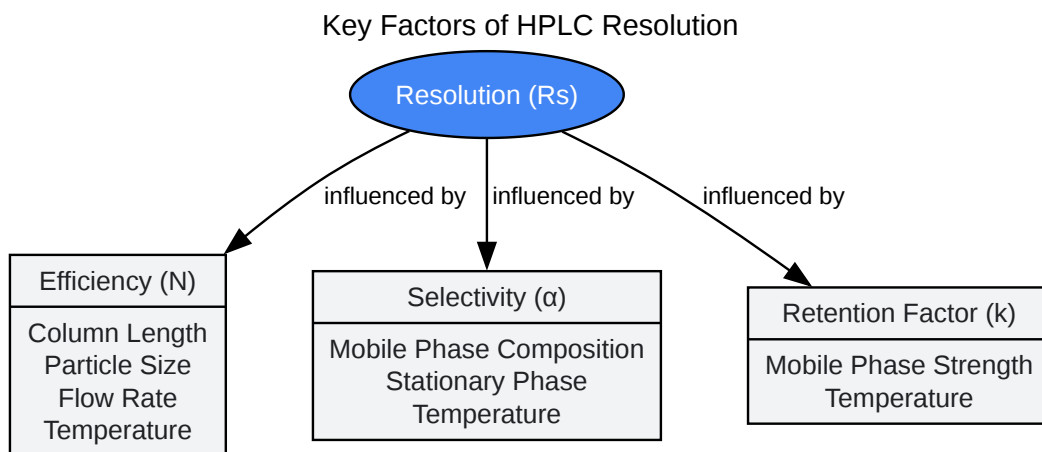 Key Factors of HPLC Resolution
Resolution (Rs)
influenced by
influenced by
influenced by
Efficiency (N)
Column Length
Particle Size
Flow Rate
Temperature
Selectivity (α)
Mobile Phase Composition
Stationary Phase
Temperature
Retention Factor (k)
Mobile Phase Strength
Temperature